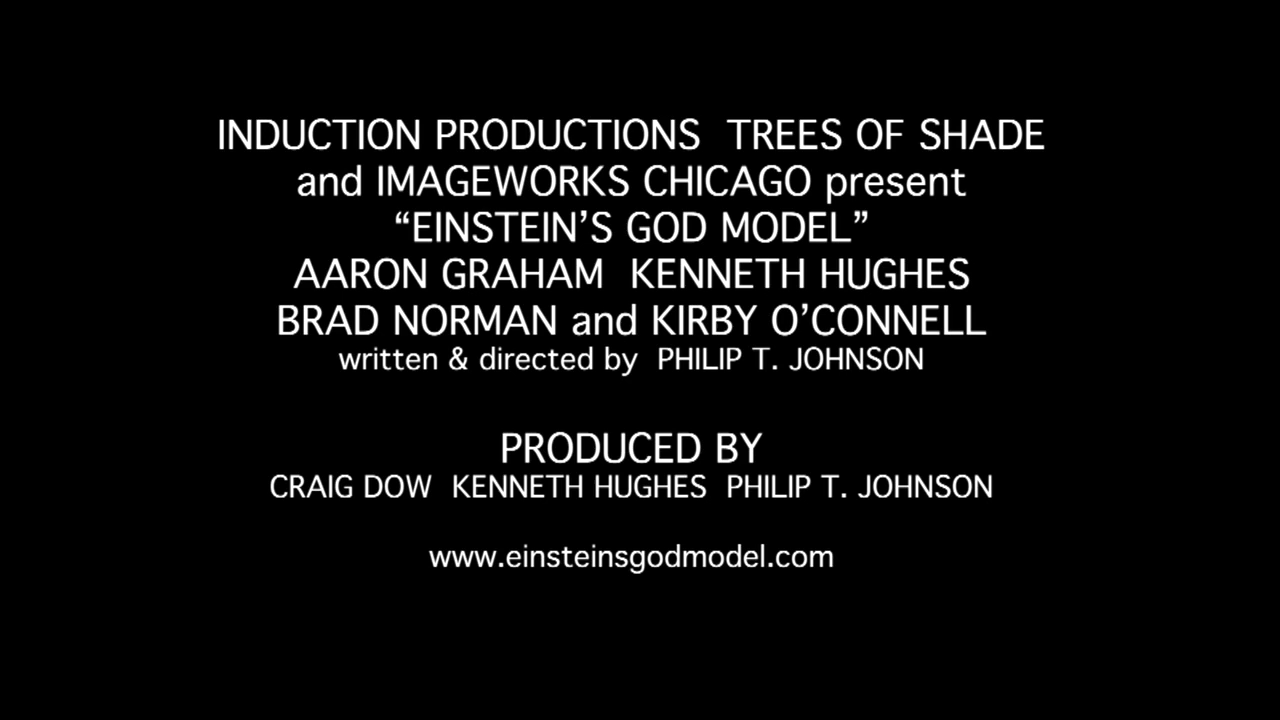 INDUCTION PRODUCTIONS  TREES OF SHADE
and IMAGEWORKS CHICAGO present
“EINSTEIN’S GOD MODEL”
AARON GRAHAM  KENNETH HUGHES
BRAD NORMAN and KIRBY O’CONNELL
written & directed by  PHILIP T. JOHNSON
PRODUCED BY
CRAIG DOW  KENNETH HUGHES  PHILIP T. JOHNSON
www.einsteinsgodmodel.com